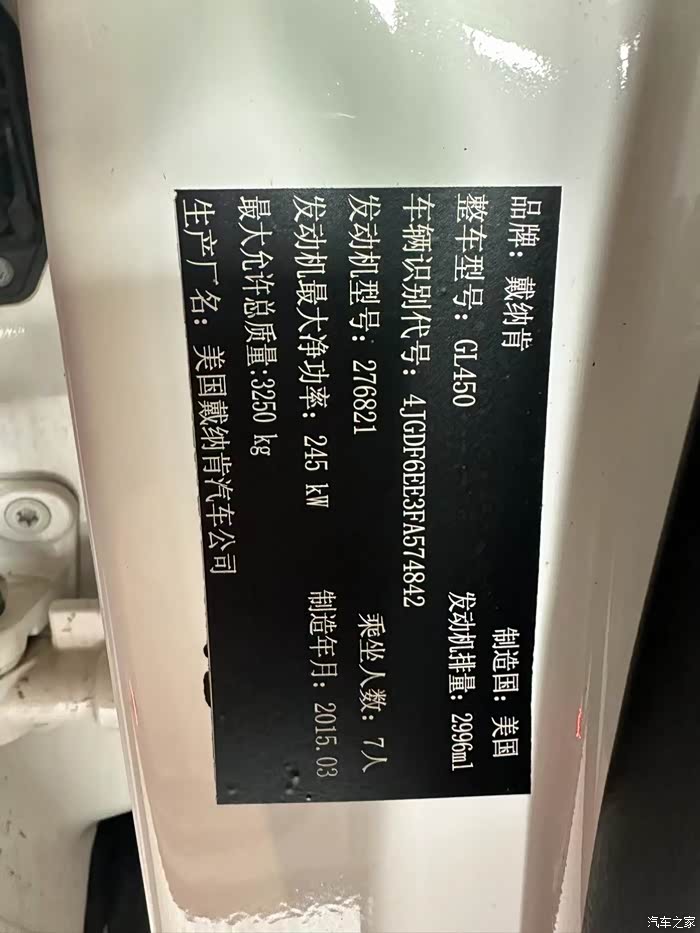 品牌: 戴纳肯 制造国: 美国
整车型号: GL450 发动机排量: 2996ml
车辆识别代号: 4JGDF6EE3FA574842
发动机型号: 276821 乘坐人数: 7人
发动机最大净功率: 245 kW 制造年月: 2015.03
最大允许总质量:3250 kg
生产厂名: 美国戴纳肯汽车公司
汽车之家